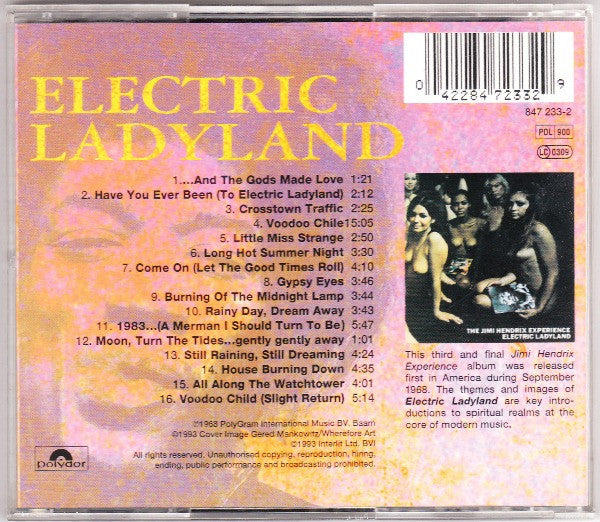 ELECTRIC
LADYLAND
1....And The Gods Made Love 1:21
2. Have You Ever Been (To Electric Ladyland) 2:12
3. Crosstown Traffic 2:25
4. Voodoo Chile 15:05
5. Little Miss Strange 2:50
6. Long Hot Summer Night 3:30
7. Come On (Let The Good Times Roll) 4:10
8. Gypsy Eyes 3:46
9. Burning Of The Midnight Lamp 3:44
10. Rainy Day, Dream Away 3:43
11. 1983...(A Merman I Should Turn To Be) 5:47
12. Moon, Turn The Tides...gently gently away 1:01
13. Still Raining, Still Dreaming 4:24
14. House Burning Down 4:35
15. All Along The Watchtower 4:01
16. Voodoo Child (Slight Return) 5:14
℗1968 PolyGram International Music BV. Baarn
©1993 Cover Image Gered Mankowitz/Wherefore Art
©1993 Interlit Ltd. BVI
All rights reserved. Unauthorised copying, reproduction, hiring,
lending, public performance and broadcasting prohibited.
polydor
0 42284 72332 9
847 233-2
PDL 900
LC 0309
THE JIMI HENDRIX EXPERIENCE
ELECTRIC LADYLAND
This third and final Jimi Hendrix
Experience album was released
first in America during September
1968. The themes and images of
Electric Ladyland are key intro-
ductions to spiritual realms at the
core of modern music.